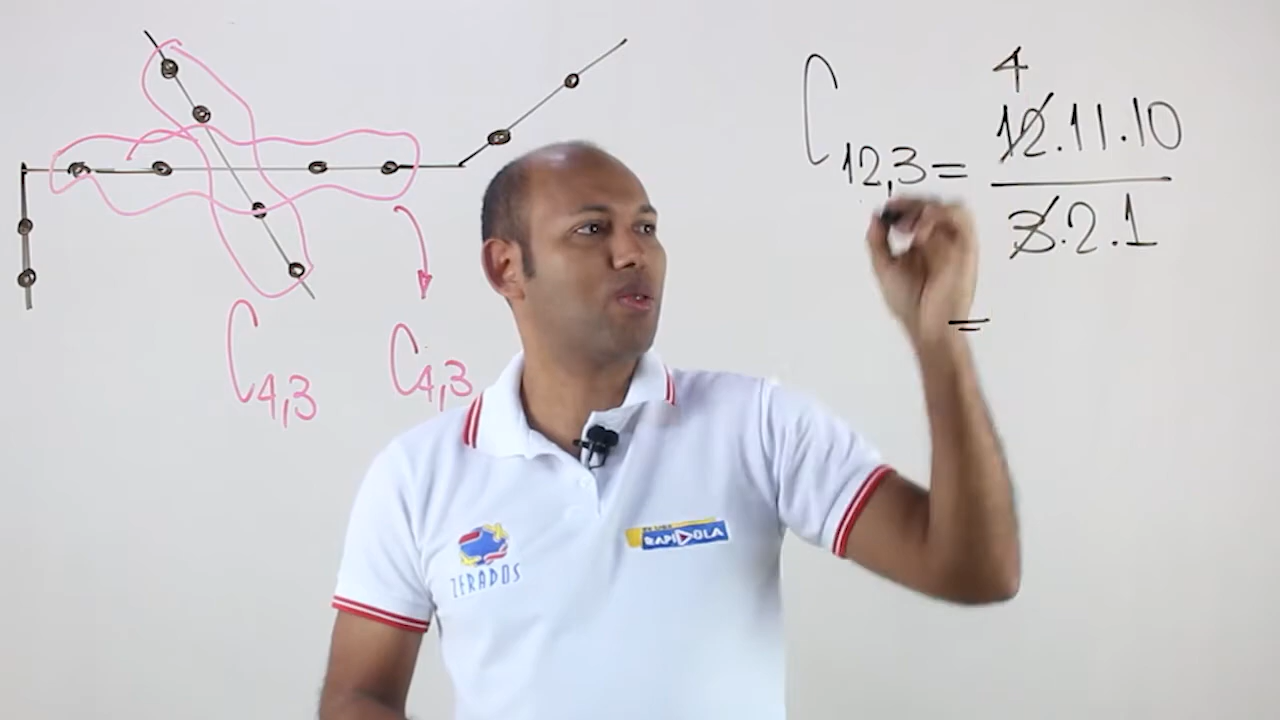 C4,3
C4,3
4
C12,3 = 12.11.10
3.2.1
=
ZERADOS
RAPIDOLA